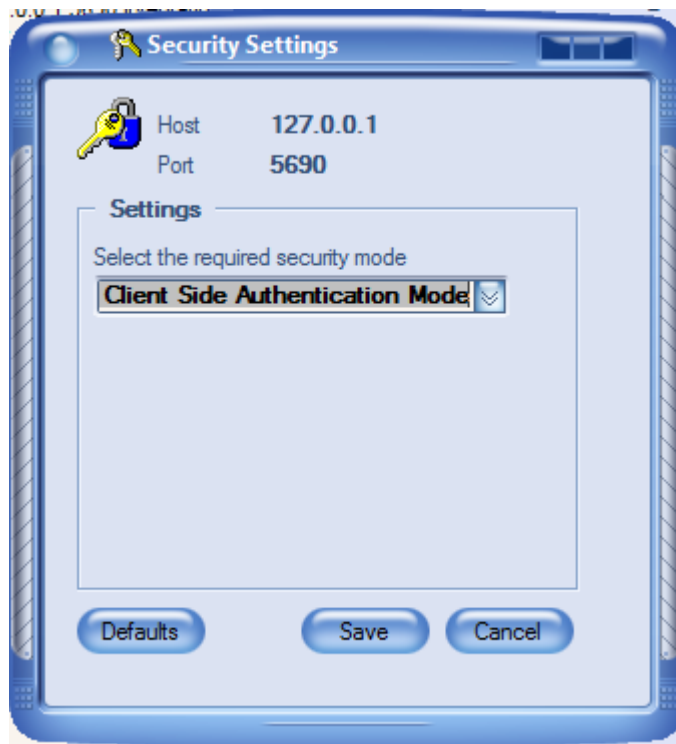 Security Settings
Host 127.0.0.1
Port 5690
Settings
Select the required security mode
Client Side Authentication Mode
Defaults Save Cancel